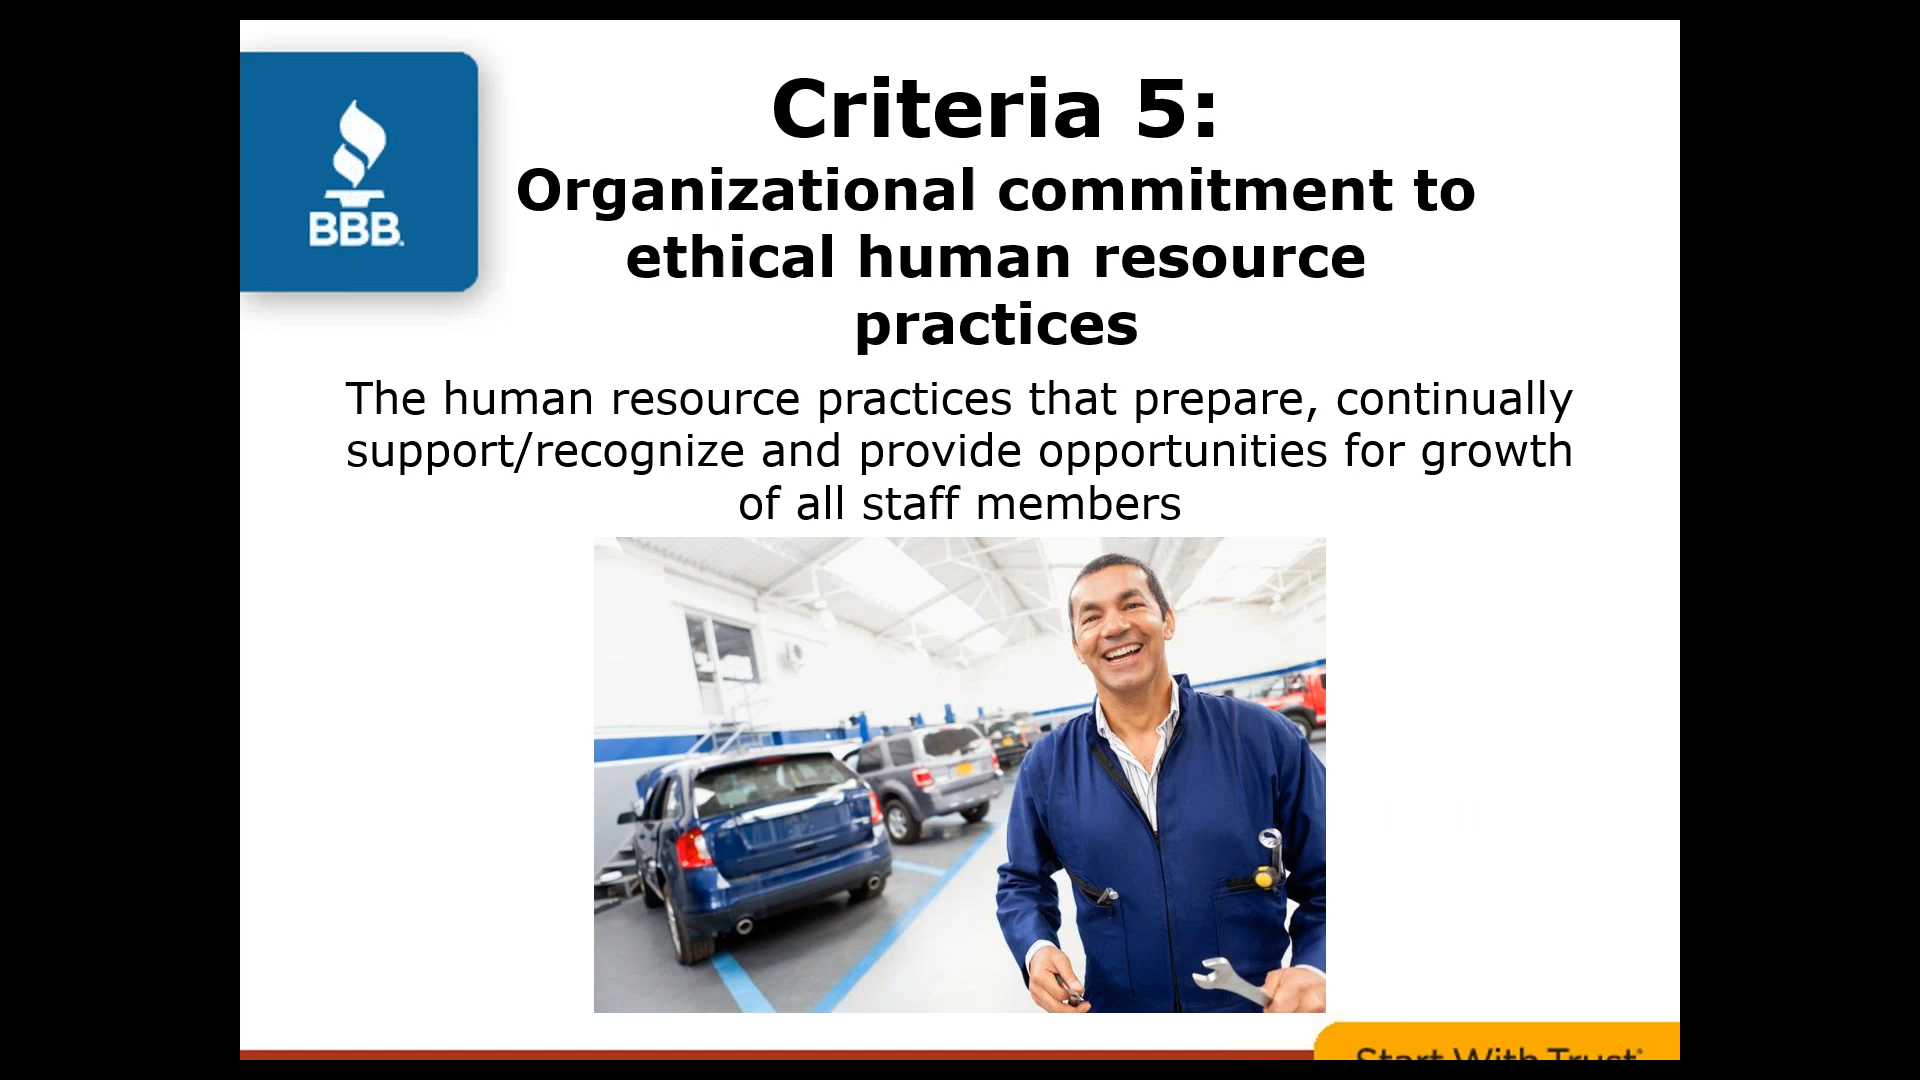 BBB.
Criteria 5:
Organizational commitment to
ethical human resource
practices
The human resource practices that prepare, continually
support/recognize and provide opportunities for growth
of all staff members
Start With Trust®